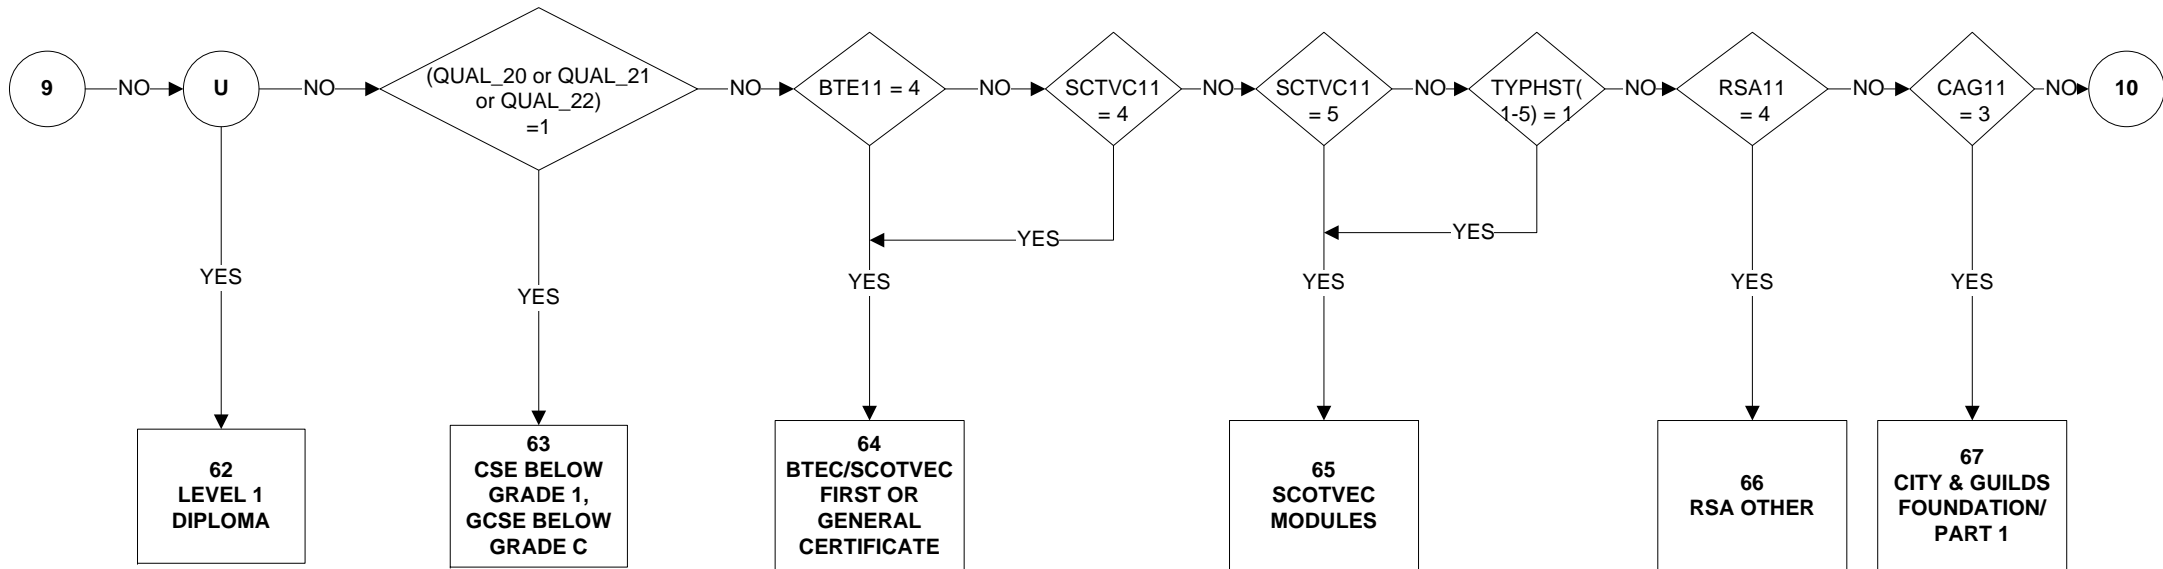 9
NO
U
NO
(QUAL_20 or QUAL_21
or QUAL_22)
=1
NO
BTE11 = 4
NO
SCTVC11
= 4
NO
SCTVC11
= 5
NO
TYPHST(
1-5) = 1
NO
RSA11
= 4
NO
CAG11
= 3
NO
10
YES
YES
YES
YES
YES
YES
YES
YES
62
LEVEL 1
DIPLOMA
63
CSE BELOW
GRADE 1,
GCSE BELOW
GRADE C
64
BTEC/SCOTVEC
FIRST OR
GENERAL
CERTIFICATE
65
SCOTVEC
MODULES
66
RSA OTHER
67
CITY & GUILDS
FOUNDATION/
PART 1